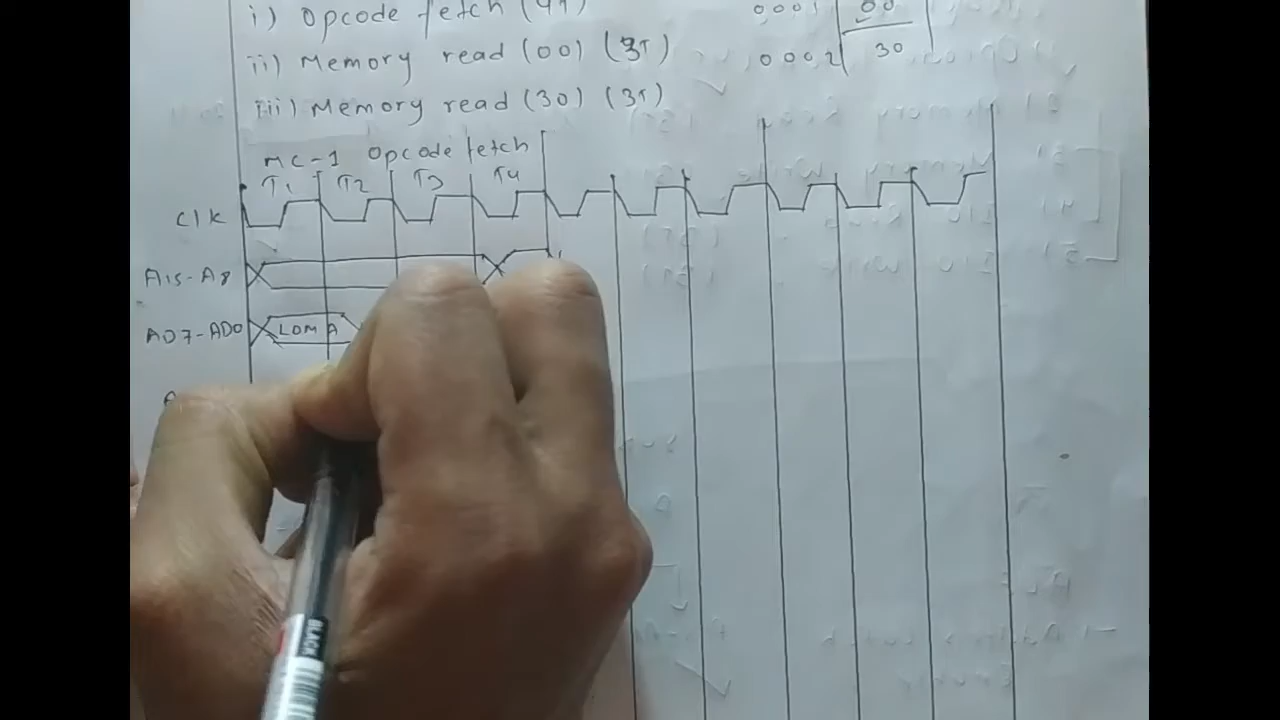 i) Opcode fetch (4T)
0001 00
ii) Memory read (00) (3T)
0002 30
iii) Memory read (30) (3T)
MC-1 Opcode fetch
T1 T2 T3 T4
Clk
A15-A8
AD7-AD0 LOMA
BLACK